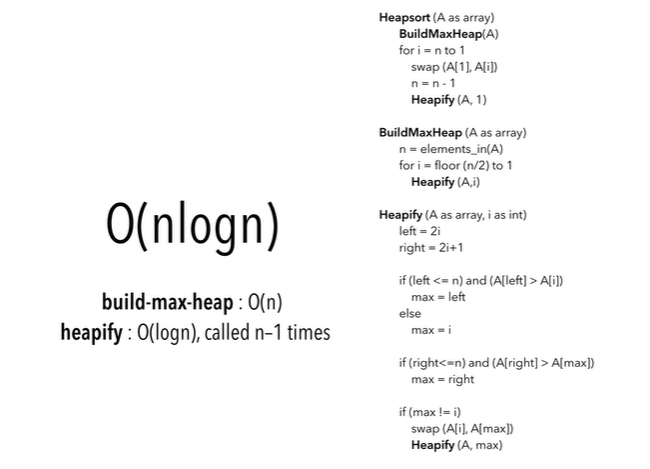 O(nlogn)
build-max-heap : O(n)
heapify : O(logn), called n–1 times
Heapsort (A as array)
BuildMaxHeap(A)
for i = n to 1
swap (A[1], A[i])
n = n - 1
Heapify (A, 1)
BuildMaxHeap (A as array)
n = elements_in(A)
for i = floor (n/2) to 1
Heapify (A,i)
Heapify (A as array, i as int)
left = 2i
right = 2i+1
if (left <= n) and (A[left] > A[i])
max = left
else
max = i
if (right<=n) and (A[right] > A[max])
max = right
if (max != i)
swap (A[i], A[max])
Heapify (A, max)